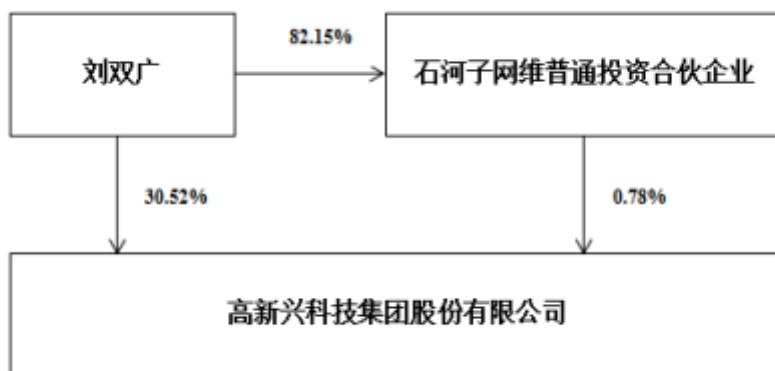 82.15%
刘双广
石河子网维普通投资合伙企业
30.52%
0.78%
高新兴科技集团股份有限公司